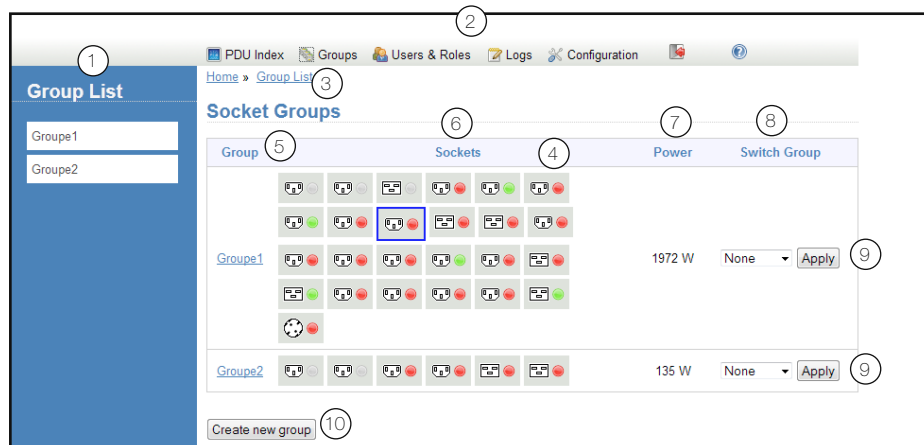 2
PDU Index Groups Users & Roles Logs Configuration
1
Home » Group List
3
Group List
Socket Groups
Groupe1
Groupe2
5 6 7 8
Group Sockets 4 Power Switch Group
Groupe1 1972 W None Apply 9
Groupe2 135 W None Apply 9
Create new group 10